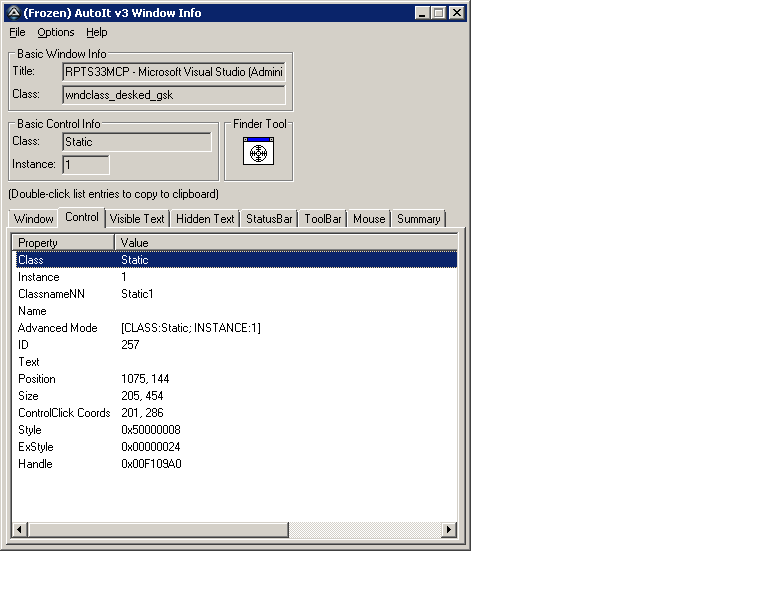 (Frozen) AutoIt v3 Window Info
File Options Help
Basic Window Info
Title: RPTS33MCP - Microsoft Visual Studio (Admini
Class: wndclass_desked_gsk
Basic Control Info
Finder Tool
Class: Static
Instance: 1
(Double-click list entries to copy to clipboard)
Window Control Visible Text Hidden Text StatusBar ToolBar Mouse Summary
Property Value
Class Static
Instance 1
ClassnameNN Static1
Name
Advanced Mode [CLASS:Static; INSTANCE:1]
ID 257
Text
Position 1075, 144
Size 205, 454
ControlClick Coords 201, 286
Style 0x50000008
ExStyle 0x00000024
Handle 0x00F109A0